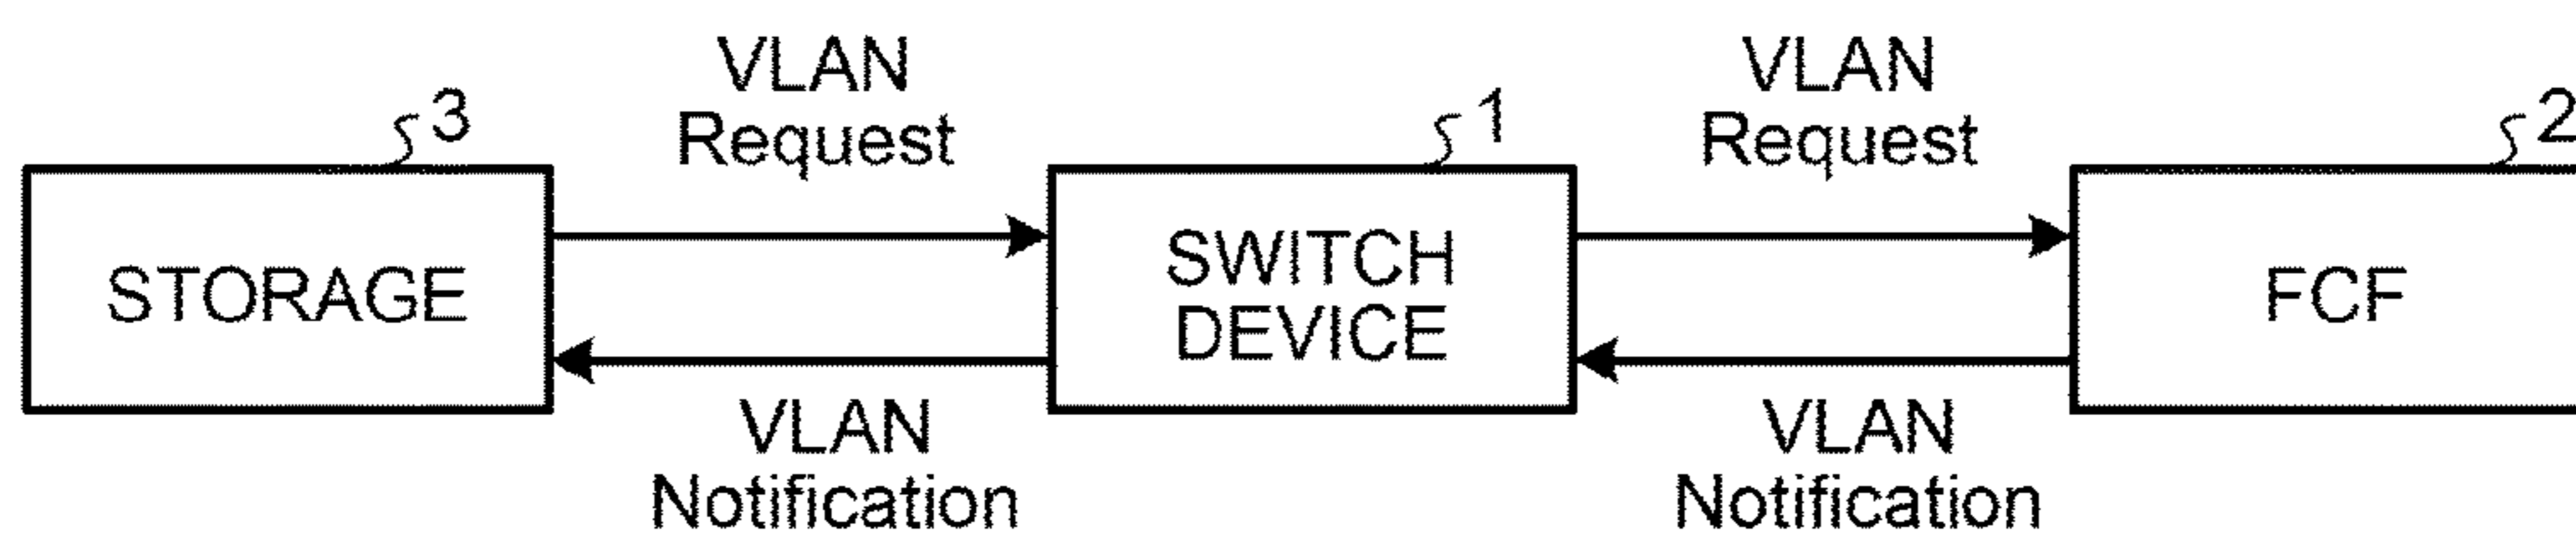 VLAN
Request
VLAN
Request
3
1
2
STORAGE
SWITCH
DEVICE
FCF
VLAN
Notification
VLAN
Notification